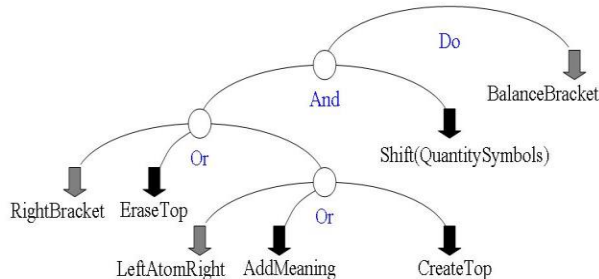 Do
BalanceBracket
And
Shift(QuantitySymbols)
Or
RightBracket EraseTop
Or
LeftAtomRight AddMeaning CreateTop